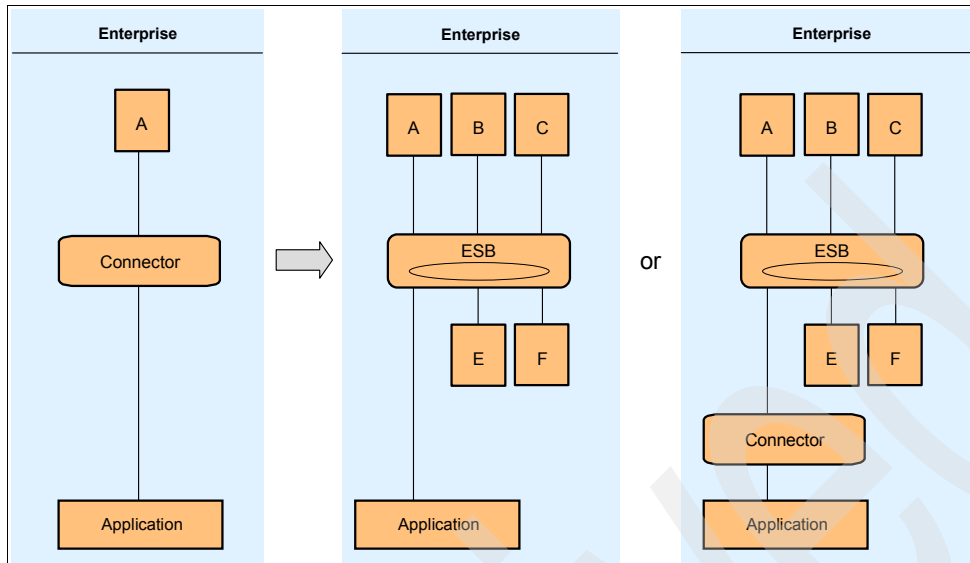 Enterprise
A
Connector
Application
Enterprise
A B C
ESB
E F
Application
or
Enterprise
A B C
ESB
E F
Connector
Application